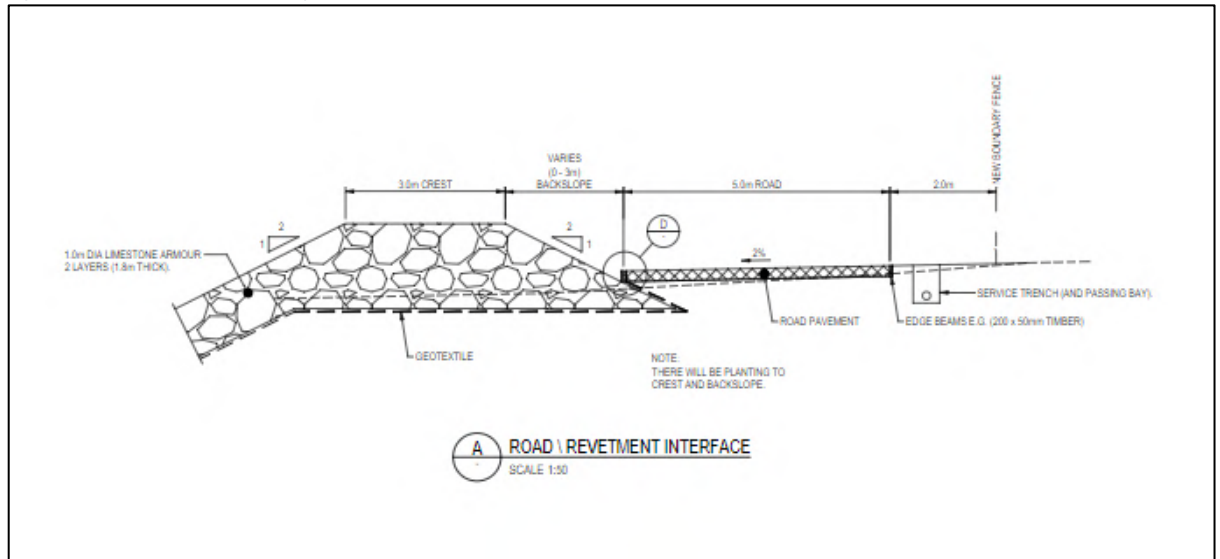 NEW BOUNDARY FENCE
VARIES
(0 - 3m)
BACKSLOPE
3.0m CREST
5.0m ROAD
2.0m
2
1
2
1
D
-
2%
1.0m DIA LIMESTONE ARMOUR
2 LAYERS (1.8m THICK).
SERVICE TRENCH (AND PASSING BAY).
ROAD PAVEMENT
EDGE BEAMS E.G. (200 x 50mm TIMBER)
GEOTEXTILE
NOTE:
THERE WILL BE PLANTING TO
CREST AND BACKSLOPE.
A
-
ROAD \ REVETMENT INTERFACE
SCALE 1:50